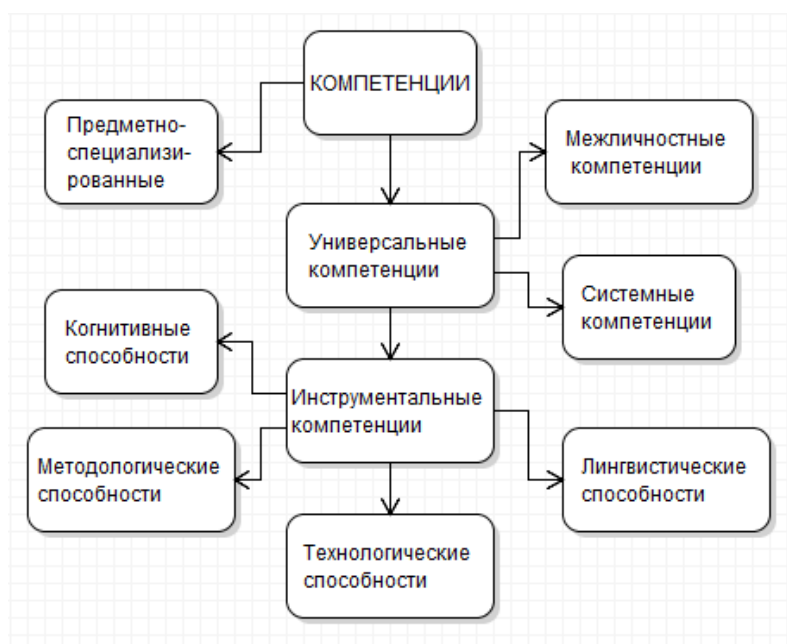 КОМПЕТЕНЦИИ
Предметно-
специализи-
рованные
Межличностные
компетенции
Универсальные
компетенции
Системные
компетенции
Когнитивные
способности
Инструментальные
компетенции
Методологические
способности
Лингвистические
способности
Технологические
способности